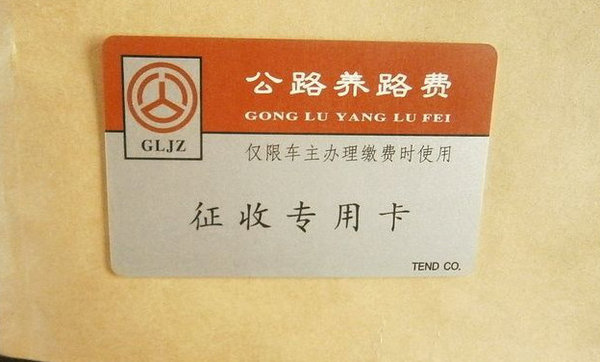 公路养路费
GONG LU YANG LU FEI
GLJZ
仅限车主办理缴费时使用
征收专用卡
TEND CO.